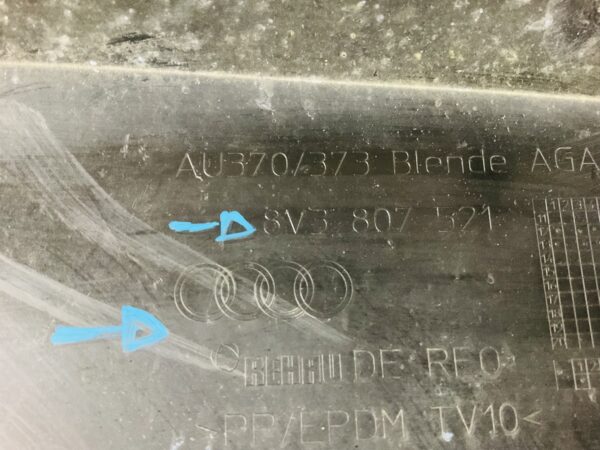 AU370/373 Blende AGA
8V3 807 521
REHAU DE REO
>PP/EPDM TV10<